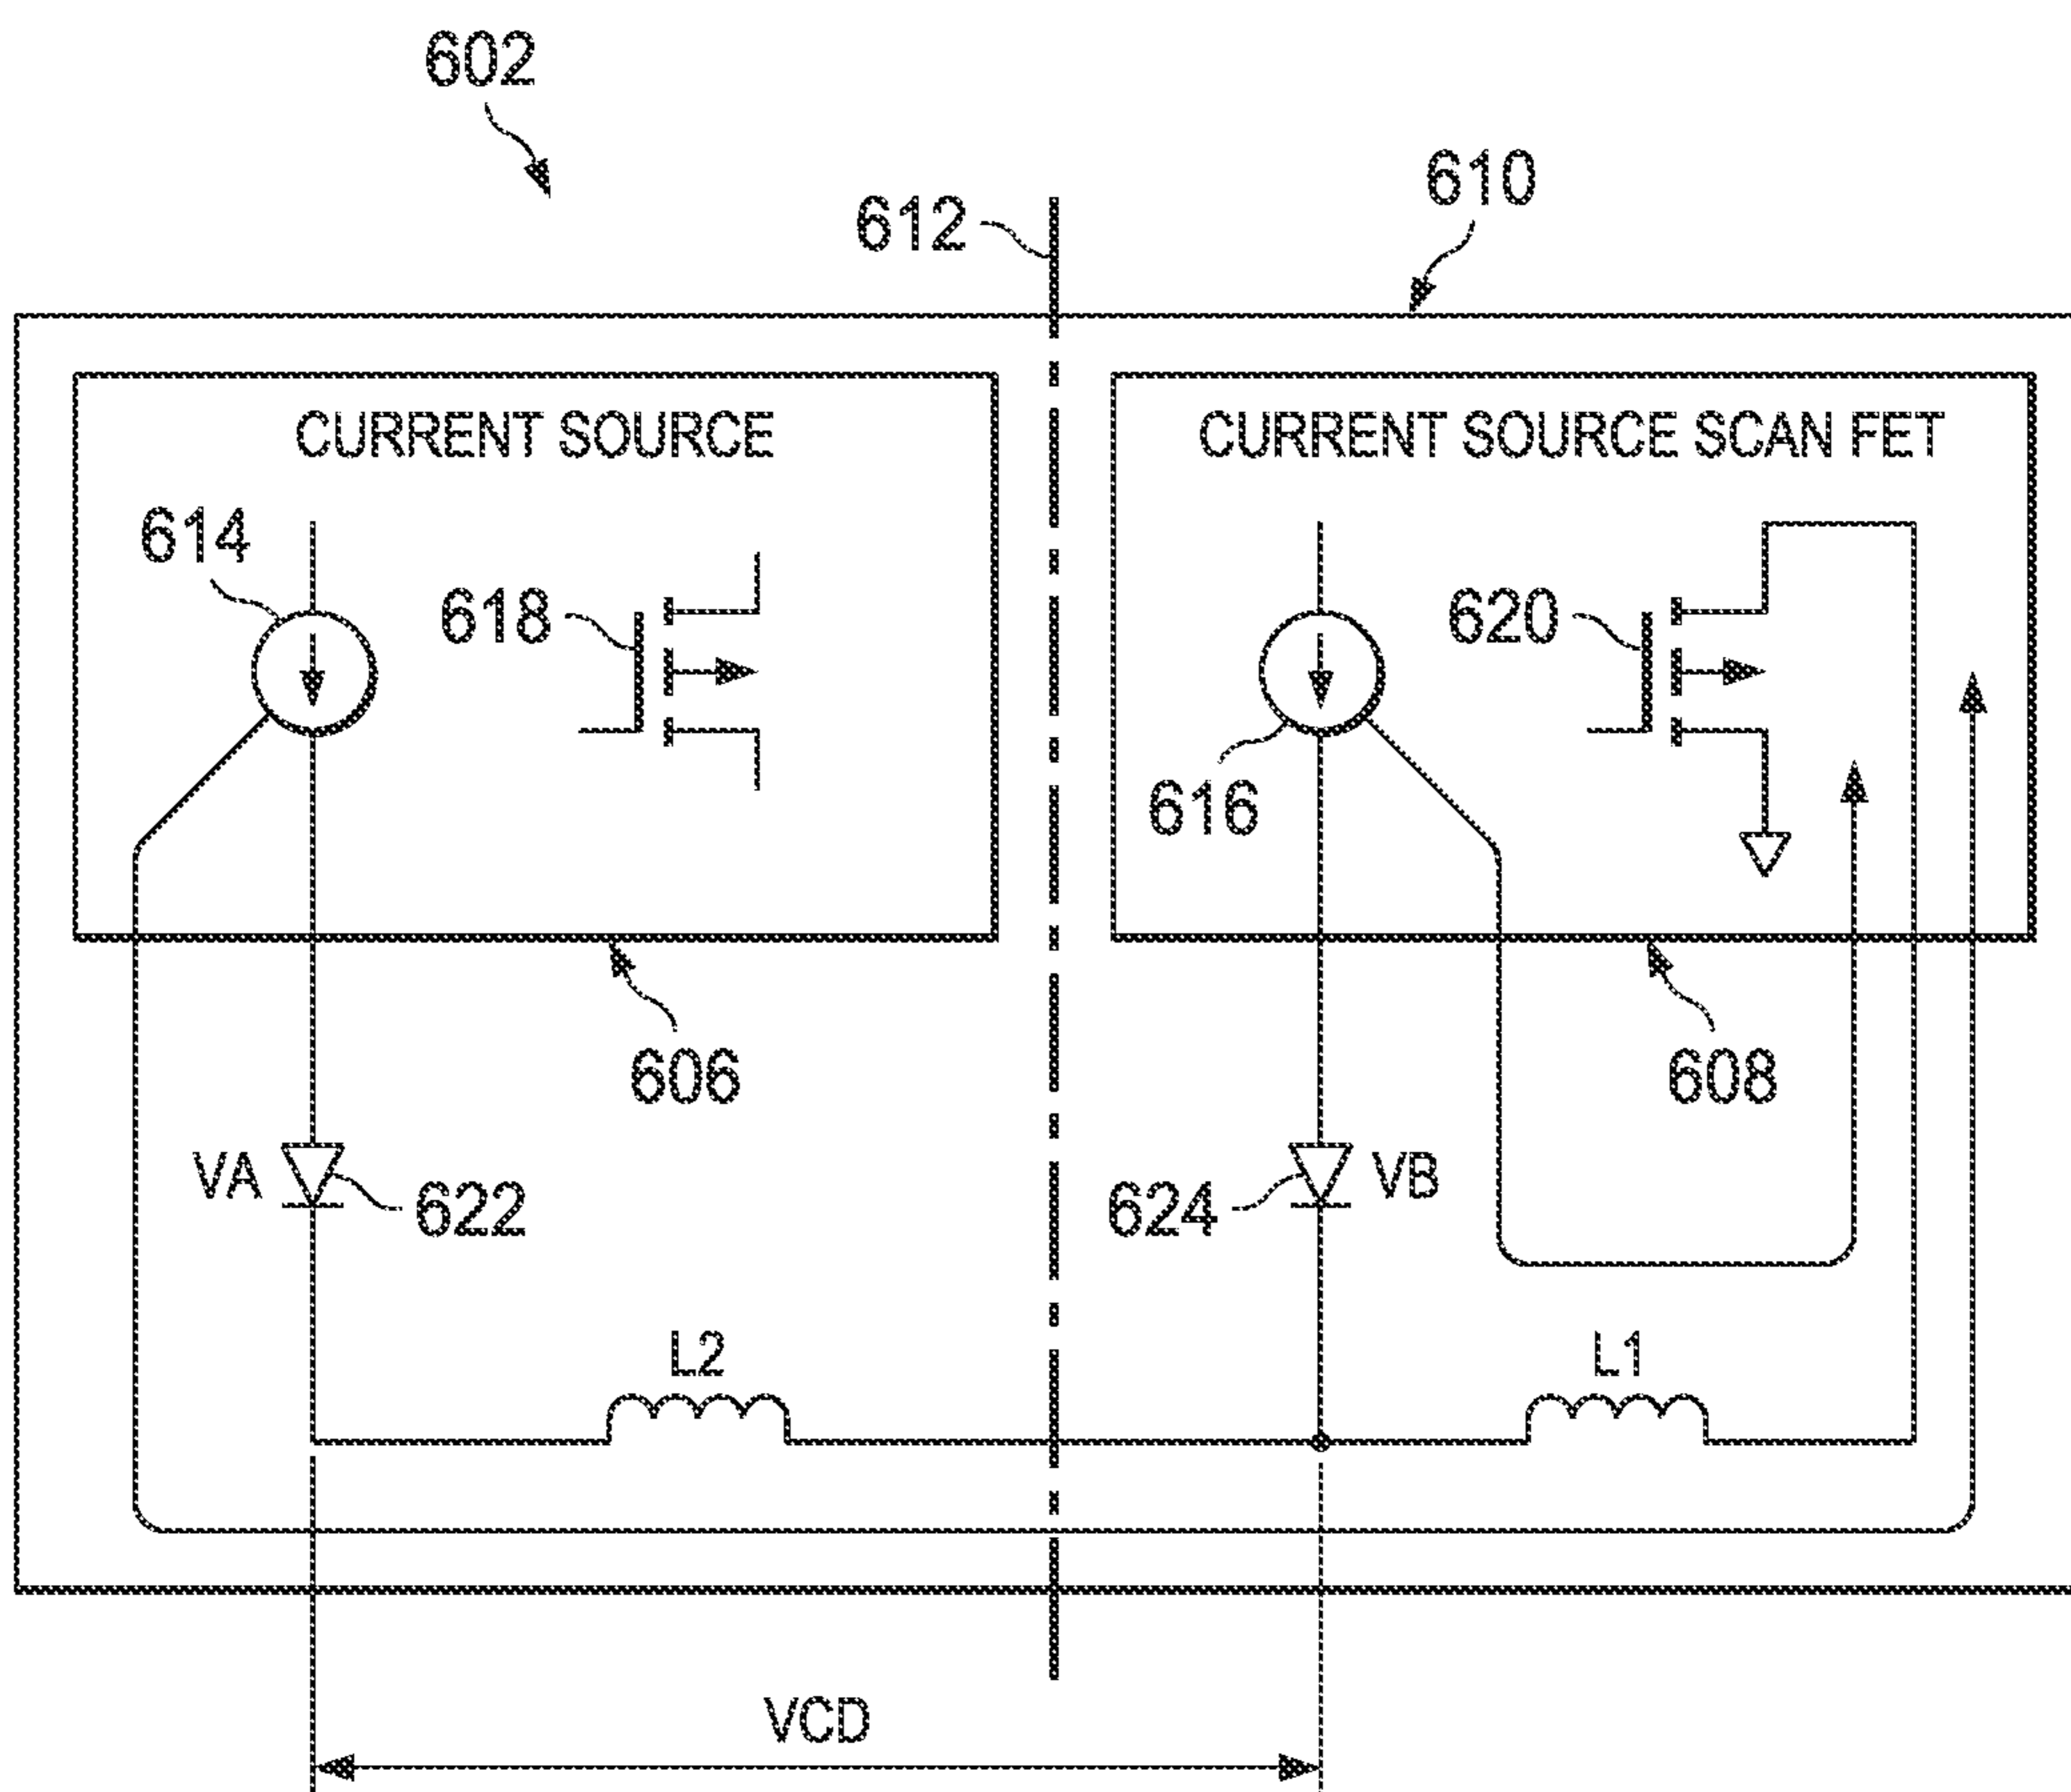 602
610
612
CURRENT SOURCE
CURRENT SOURCE SCAN FET
614
618
620
616
606
608
VA
622
624
VB
L2
L1
VCD